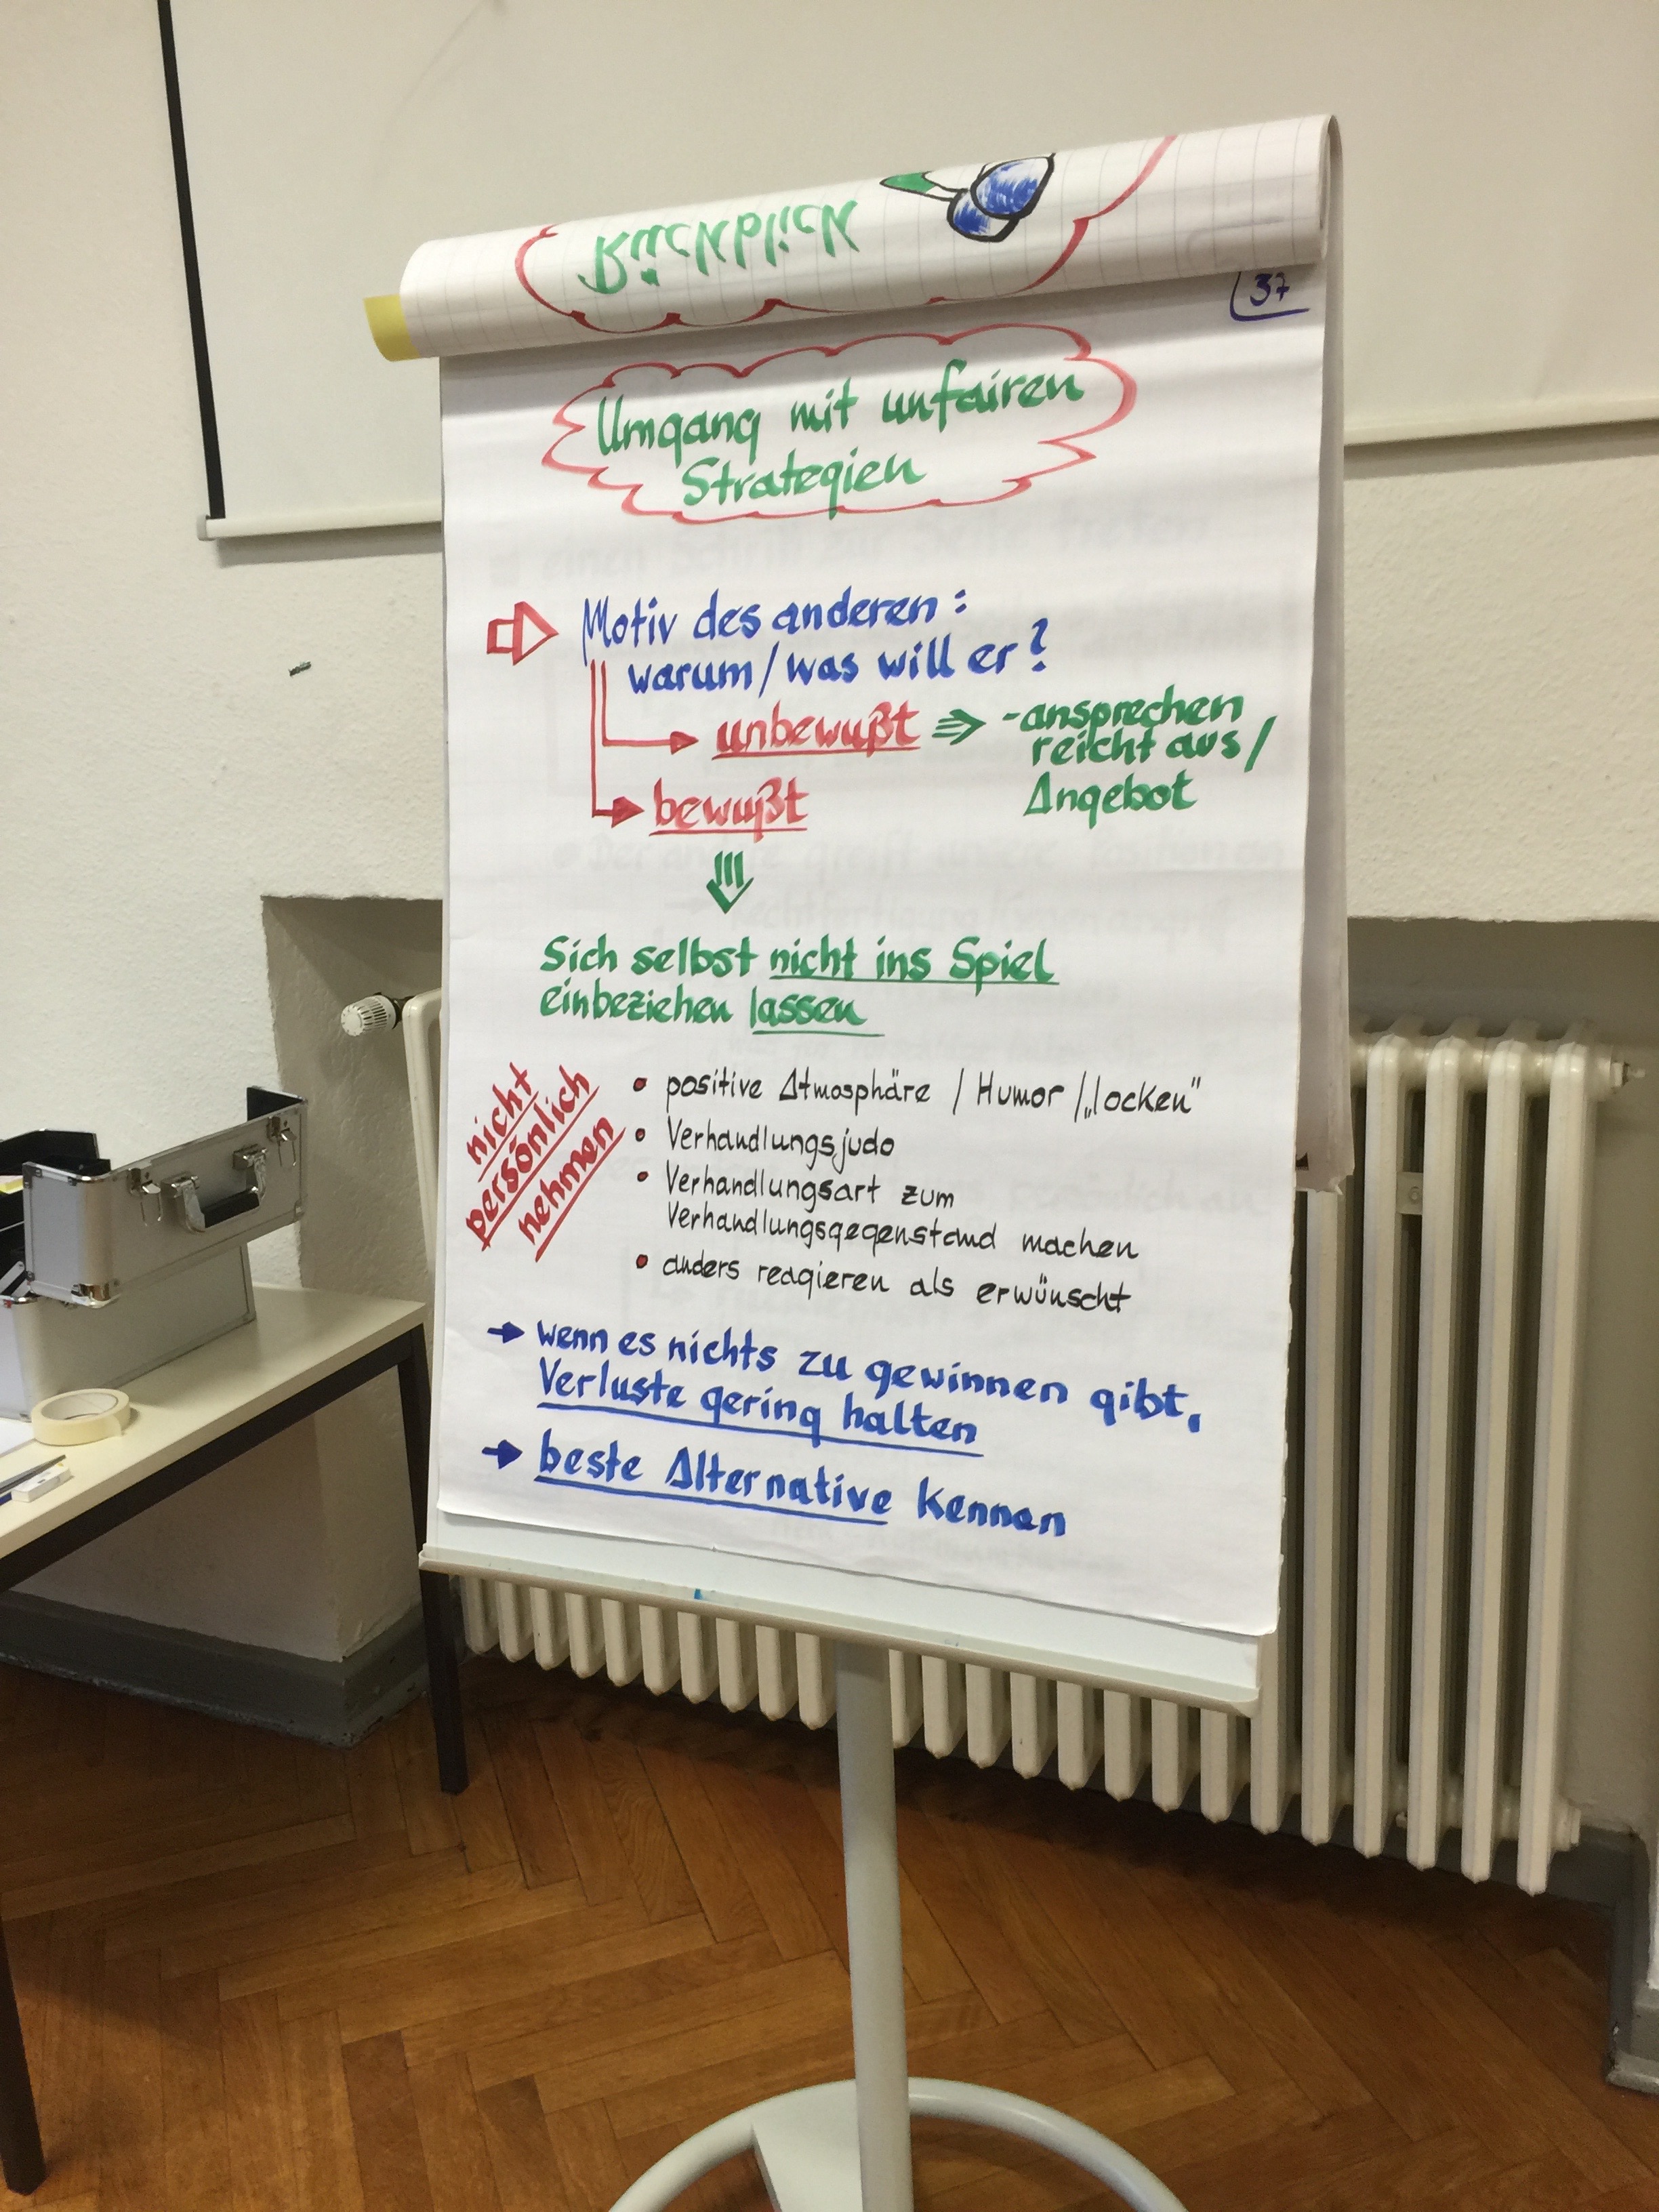 Rückblick
37
Umgang mit unfairen
Strategien
Motiv des anderen:
warum/was will er?
unbewußt ⇒ -ansprechen
reicht aus/
Angebot
bewußt
Sich selbst nicht ins Spiel
einbeziehen lassen
nicht
persönlich
nehmen
• positive Atmosphäre / Humor /„locken"
• Verhandlungsjudo
• Verhandlungsart zum
Verhandlungsgegenstand machen
• anders reagieren als erwünscht
→ wenn es nichts zu gewinnen gibt,
Verluste gering halten
→ beste Alternative kennen